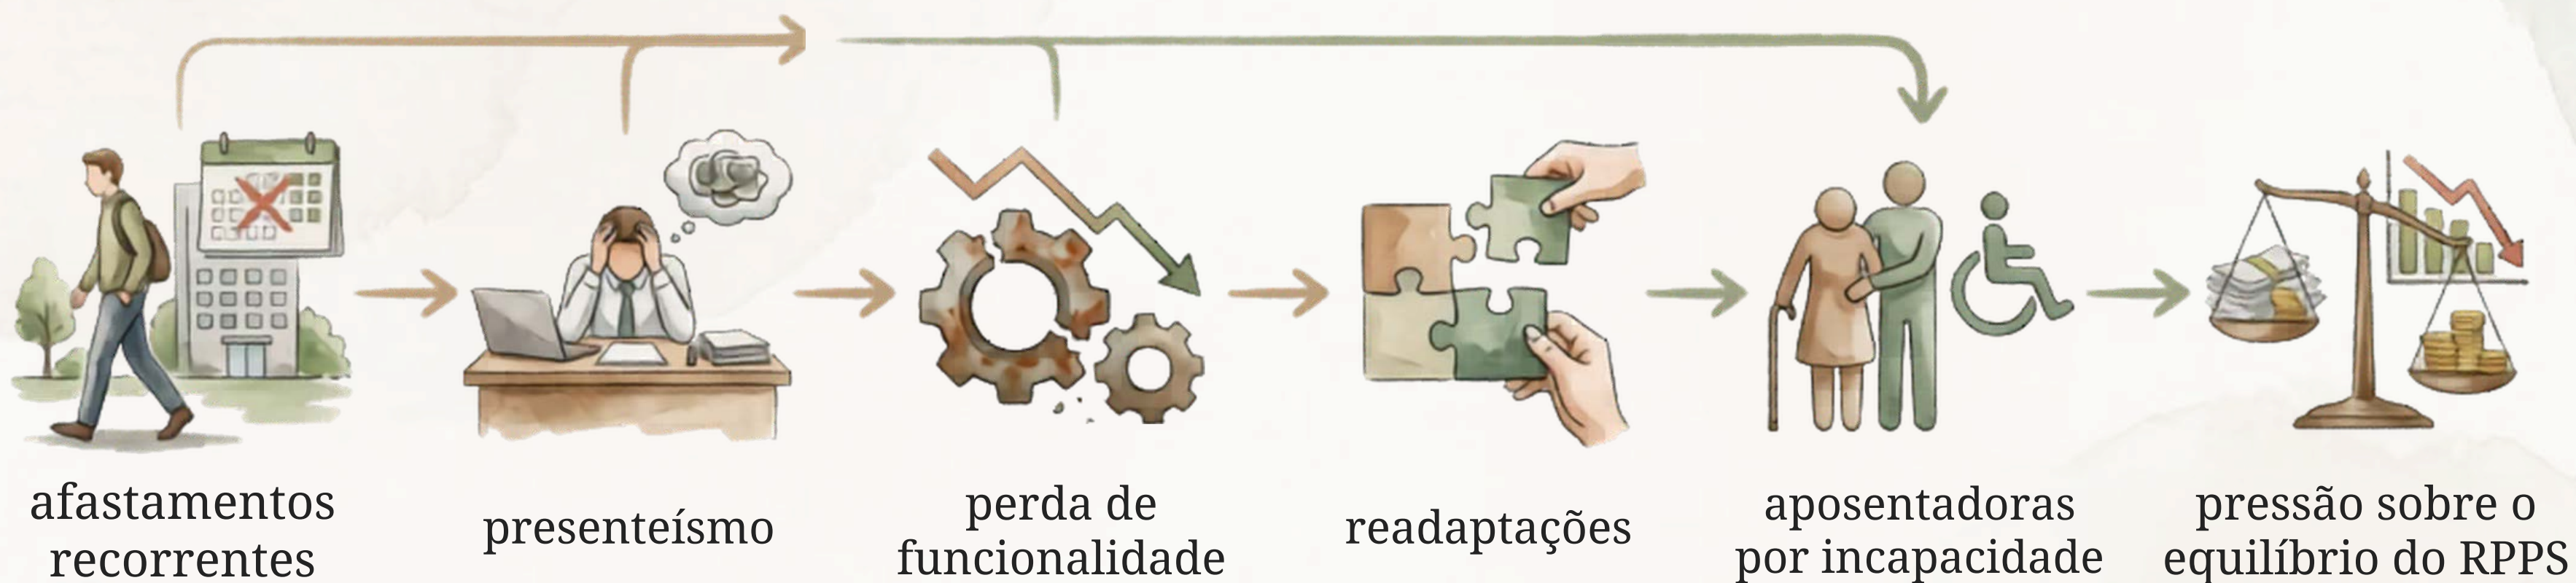 afastamentos
recorrentes
presenteísmo
perda de
funcionalidade
readaptações
aposentadoras
por incapacidade
pressão sobre o
equilíbrio do RPPS